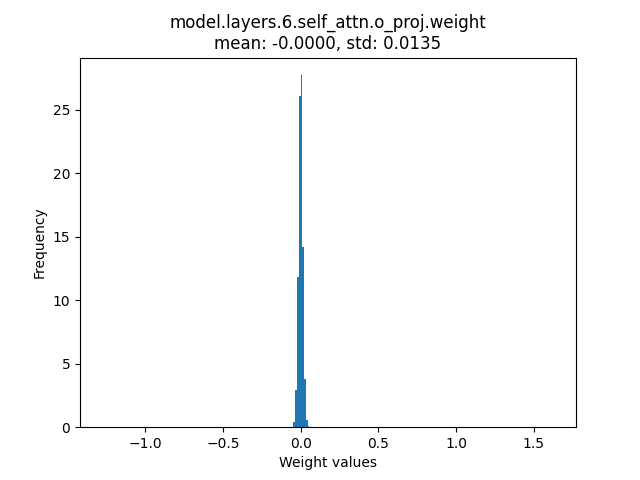 model.layers.6.self_attn.o_proj.weight
mean: -0.0000, std: 0.0135
25
20
15
10
5
0
Frequency
−1.0 −0.5 0.0 0.5 1.0 1.5
Weight values